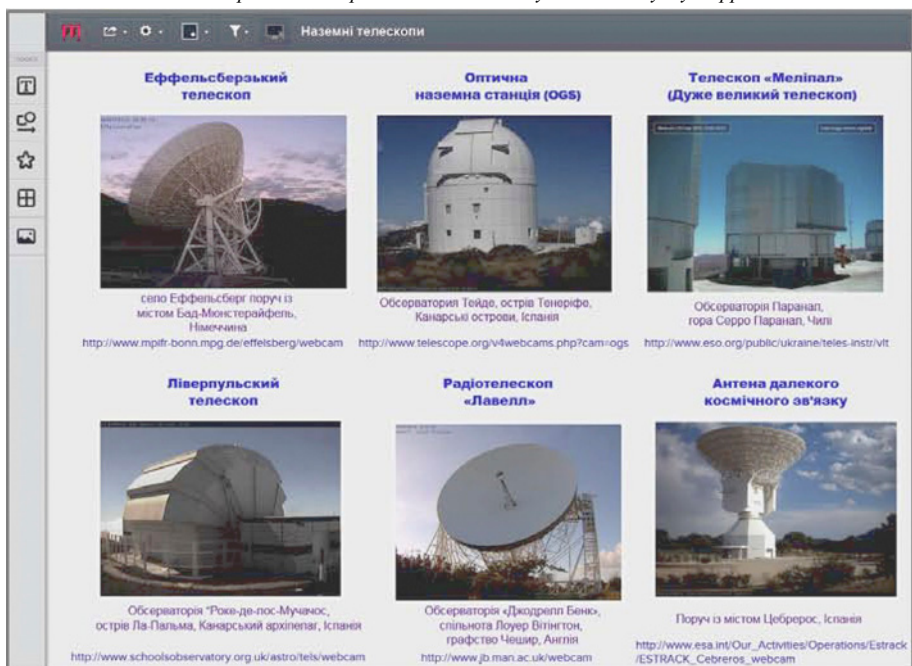 Наземні телескопи
Еффельсберзький
телескоп
Оптична
наземна станція (OGS)
Телескоп «Меліпал»
(Дуже великий телескоп)
село Еффельсберг поруч із
містом Бад-Мюнстерайфель,
Німеччина
http://www.mpifr-bonn.mpg.de/effelsberg/webcam
Обсерватория Тейде, острів Тенеріфе,
Канарські острови, Іспанія
http://www.telescope.org/v4webcams.php?cam=ogs
Обсерваторія Паранал,
гора Серро Паранал, Чилі
http://www.eso.org/public/ukraine/teles-instr/vlt
Ліверпульский
телескоп
Радіотелескоп
«Лавелл»
Антена далекого
космічного зв'язку
Обсерваторія "Роке-де-лос-Мучачос,
острів Ла-Пальма, Канарський архіпелаг, Іспанія
http://www.schoolsobservatory.org.uk/astro/tels/webcam
Обсерваторія «Джодрелл Бенк»,
спільнота Лоуер Вітінгтон,
графство Чешир, Англія
http://www.jb.man.ac.uk/webcam
Поруч із містом Цеберос, Іспанія
http://www.esa.int/Our_Activities/Operations/Estrack
/ESTRACK_Cebreros_webcam